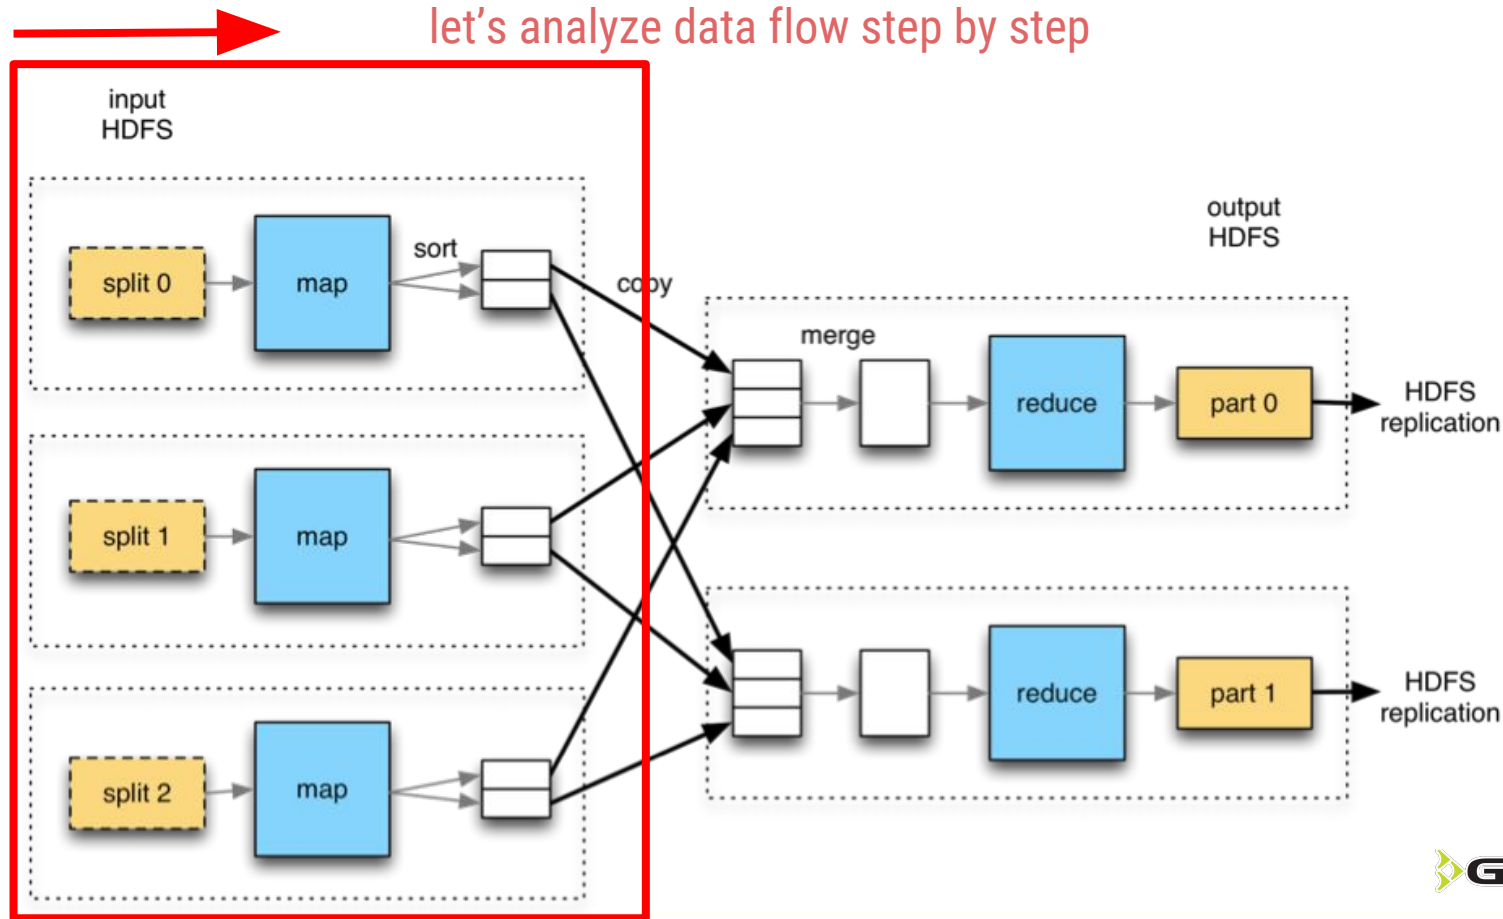 let's analyze data flow step by step
input
HDFS
split 0
map
sort
copy
split 1
map
split 2
map
output
HDFS
merge
reduce
part 0
HDFS
replication
reduce
part 1
HDFS
replication
G